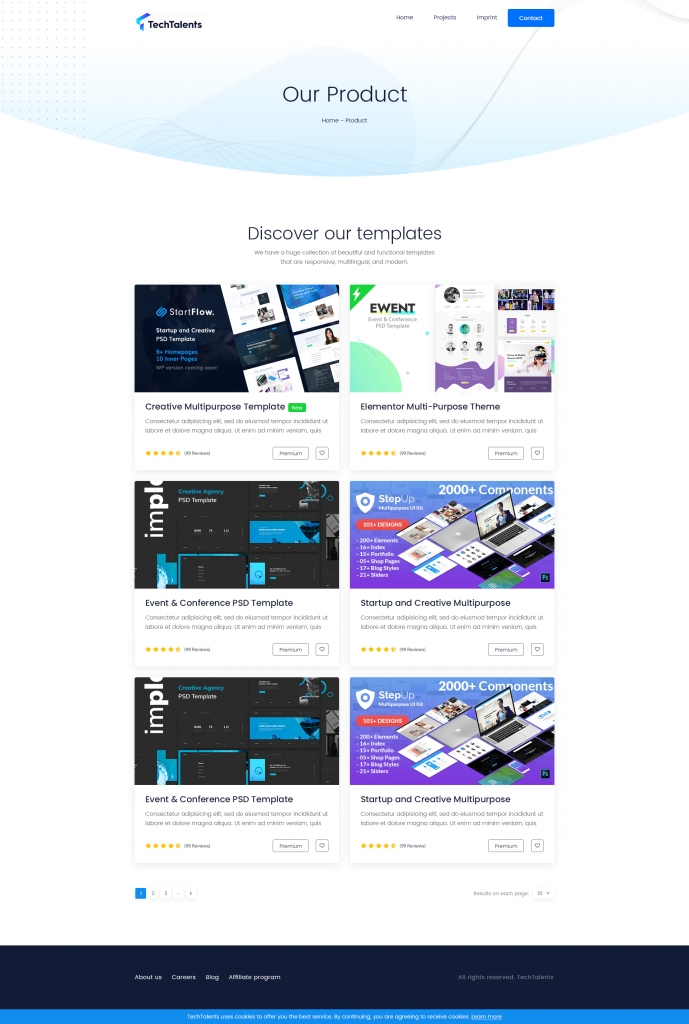 TechTalents
Home Projects Imprint Contact
Our Product
Home - Product
Discover our templates
We have a huge collection of beautiful and functional templates
that are responsive, multilingual, and modern.
StartFlow.
Startup and Creative
PSD Template
9+ Homepages
10 Inner Pages
WP version coming soon!
Creative Multipurpose Template New
Consectetur adipisicing elit, sed do eiusmod tempor incididunt ut
labore et dolore magna aliqua. Ut enim ad minim veniam, quis
(99 Reviews) Premium
EWENT
Event & Conference
PSD Template
Elementor Multi-Purpose Theme
Consectetur adipisicing elit, sed do eiusmod tempor incididunt ut
labore et dolore magna aliqua. Ut enim ad minim veniam, quis
(99 Reviews) Premium
imple
Creative Agency
PSD Template
Event & Conference PSD Template
Consectetur adipisicing elit, sed do eiusmod tempor incididunt ut
labore et dolore magna aliqua. Ut enim ad minim veniam, quis
(99 Reviews) Premium
2000+ Components
StepUp
Multipurpose UI Kit
101+ DESIGNS
- 200+ Elements
- 16+ Index
- 15+ Portfolio
- 05+ Shop Pages
- 17+ Blog Styles
- 21+ Sliders
Ps
Startup and Creative Multipurpose
Consectetur adipisicing elit, sed do eiusmod tempor incididunt ut
labore et dolore magna aliqua. Ut enim ad minim veniam, quis
(99 Reviews) Premium
imple
Creative Agency
PSD Template
Event & Conference PSD Template
Consectetur adipisicing elit, sed do eiusmod tempor incididunt ut
labore et dolore magna aliqua. Ut enim ad minim veniam, quis
(99 Reviews) Premium
2000+ Components
StepUp
Multipurpose UI Kit
101+ DESIGNS
- 200+ Elements
- 16+ Index
- 15+ Portfolio
- 05+ Shop Pages
- 17+ Blog Styles
- 21+ Sliders
Ps
Startup and Creative Multipurpose
Consectetur adipisicing elit, sed do eiusmod tempor incididunt ut
labore et dolore magna aliqua. Ut enim ad minim veniam, quis
(99 Reviews) Premium
1 2 3
Results on each page: 10
About us Careers Blog Affiliate program
All rights reserved. TechTalents
TechTalents uses cookies to offer you the best service. By continuing, you are agreeing to receive cookies. Learn more